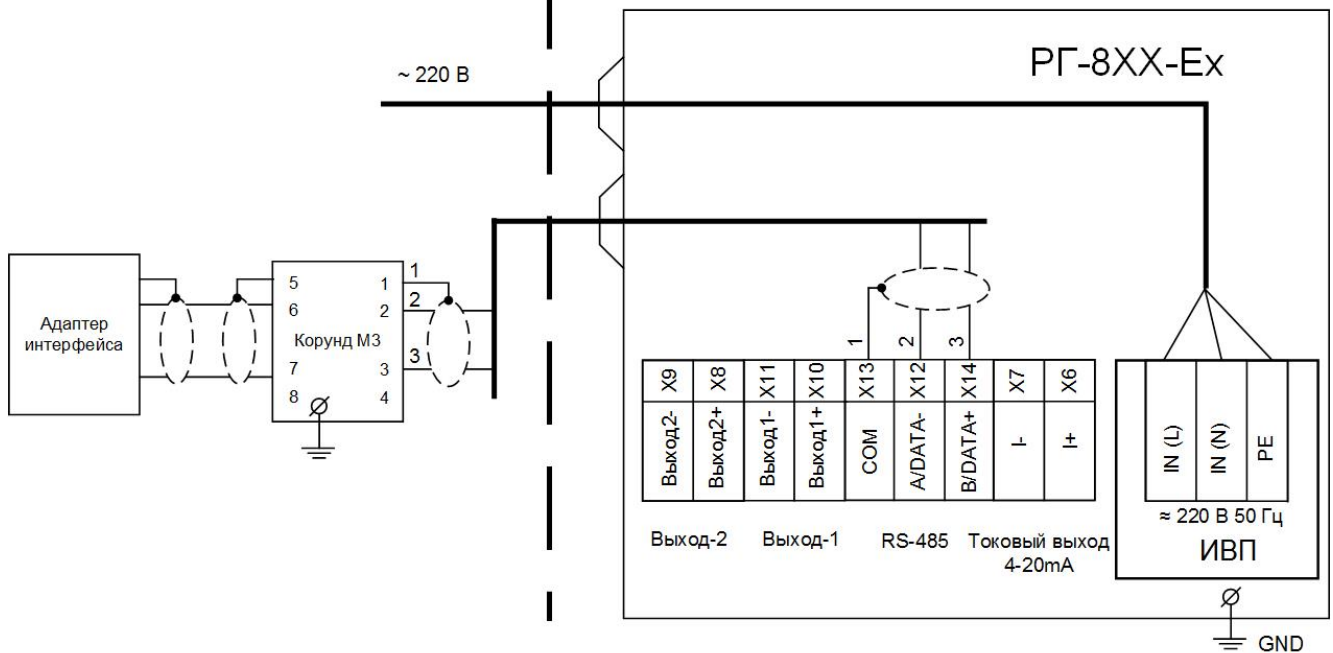 РГ-8ХХ-Ех
~ 220 В
Адаптер
интерфейса
5
6
7
8
Корунд М3
1
2
3
4
1
2
3
1
2
3
X9
X8
X11
X10
X13
X12
X14
X7
X6
Выход2-
Выход2+
Выход1-
Выход1+
COM
A/DATA-
B/DATA+
I-
I+
Выход-2
Выход-1
RS-485
Токовый выход
4-20mA
IN (L)
IN (N)
PE
≈ 220 В 50 Гц
ИВП
GND